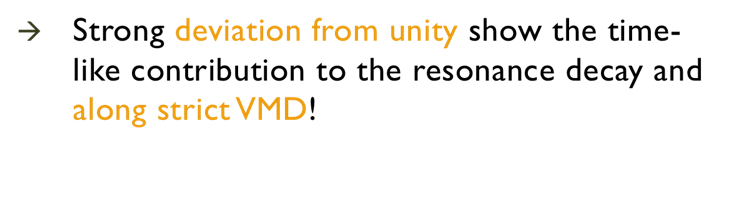 → Strong deviation from unity show the time-
like contribution to the resonance decay and
along strict VMD!